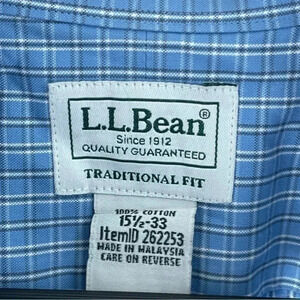 L.L.Bean®
Since 1912
QUALITY GUARANTEED
TRADITIONAL FIT
100% COTTON
15½-33
ItemID 262253
MADE IN MALAYSIA
CARE ON REVERSE